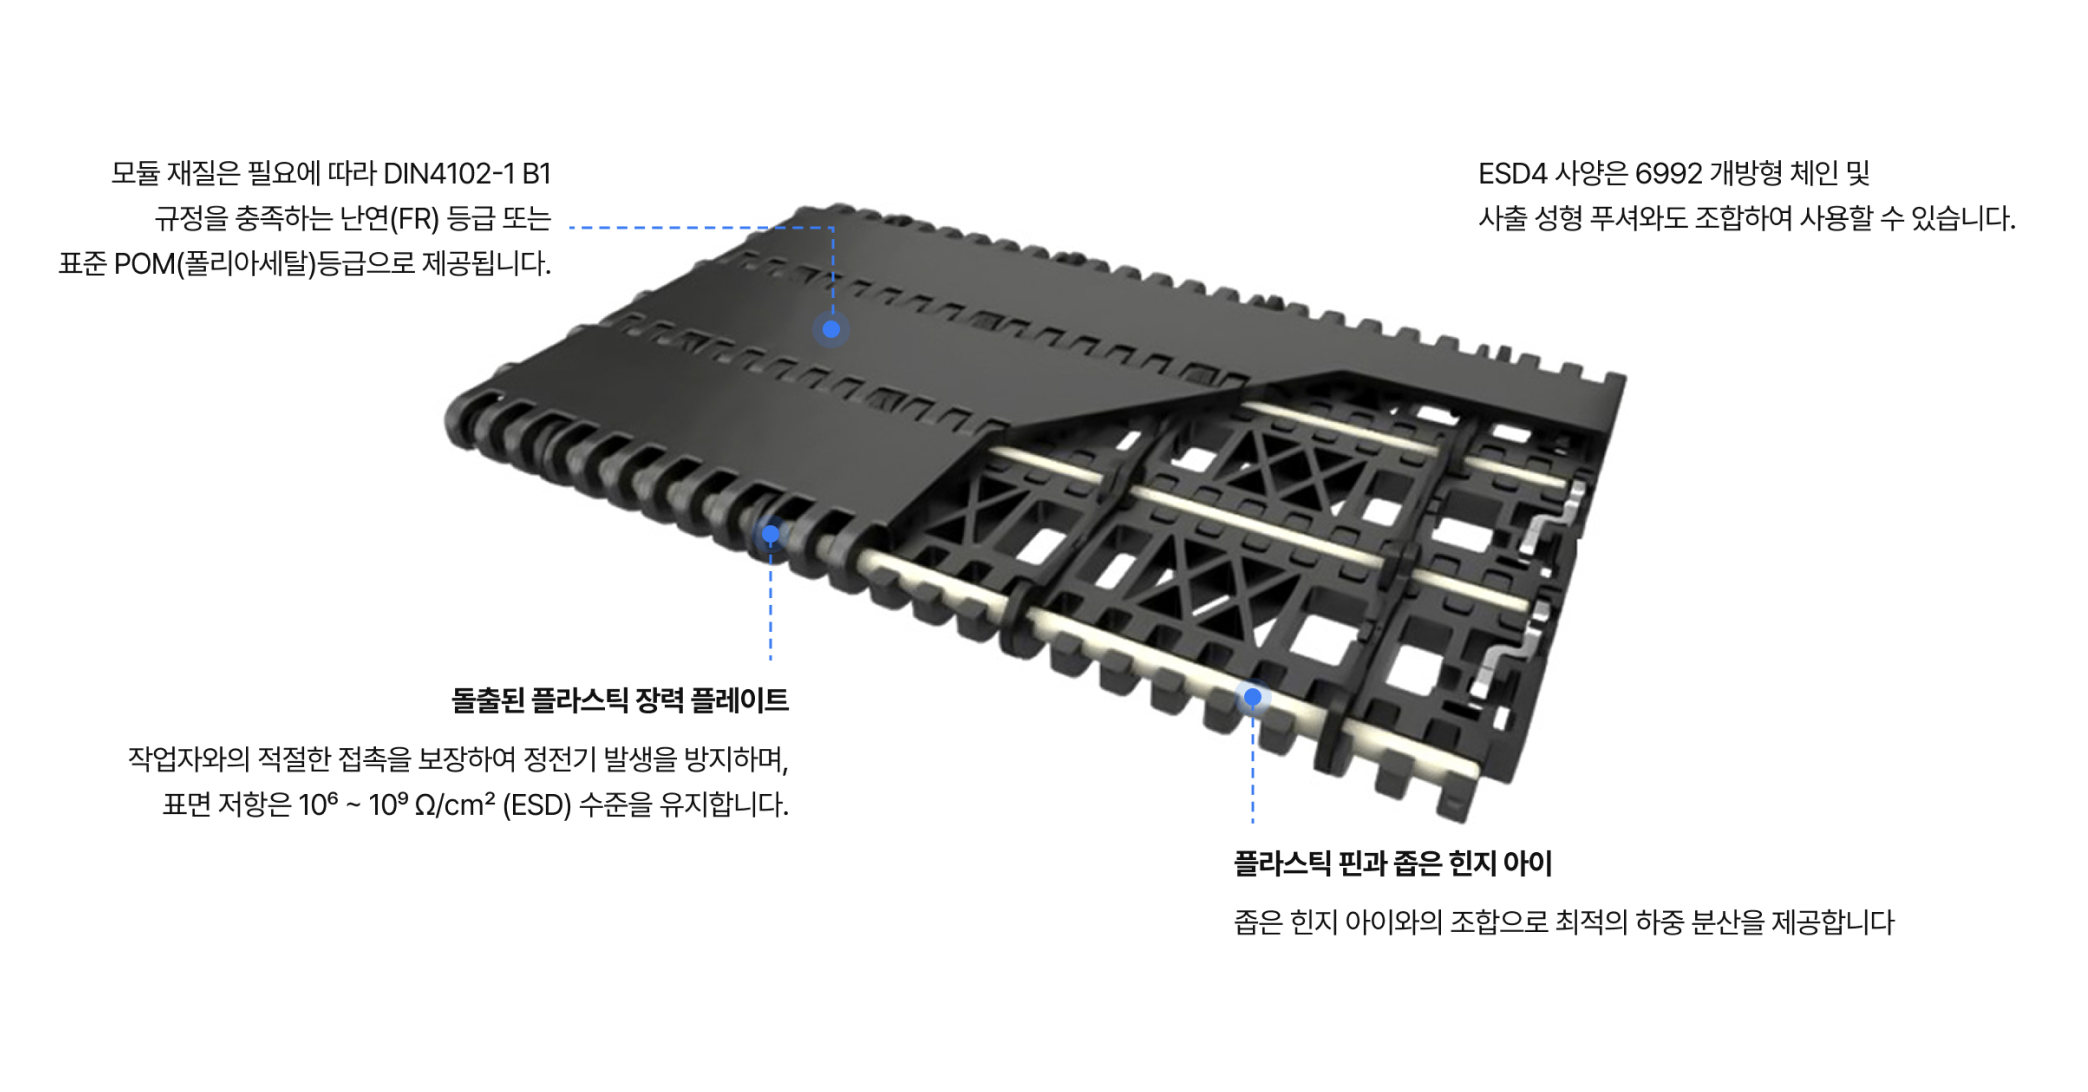 모듈 재질은 필요에 따라 DIN4102-1 B1
규정을 충족하는 난연(FR) 등급 또는
표준 POM(폴리아세탈)등급으로 제공됩니다.
ESD4 사양은 6992 개방형 체인 및
사출 성형 푸셔와도 조합하여 사용할 수 있습니다.
돌출된 플라스틱 장력 플레이트
작업자와의 적절한 접촉을 보장하여 정전기 발생을 방지하며,
표면 저항은 10⁶ ~ 10⁹ Ω/cm² (ESD) 수준을 유지합니다.
플라스틱 핀과 좁은 힌지 아이
좁은 힌지 아이와의 조합으로 최적의 하중 분산을 제공합니다